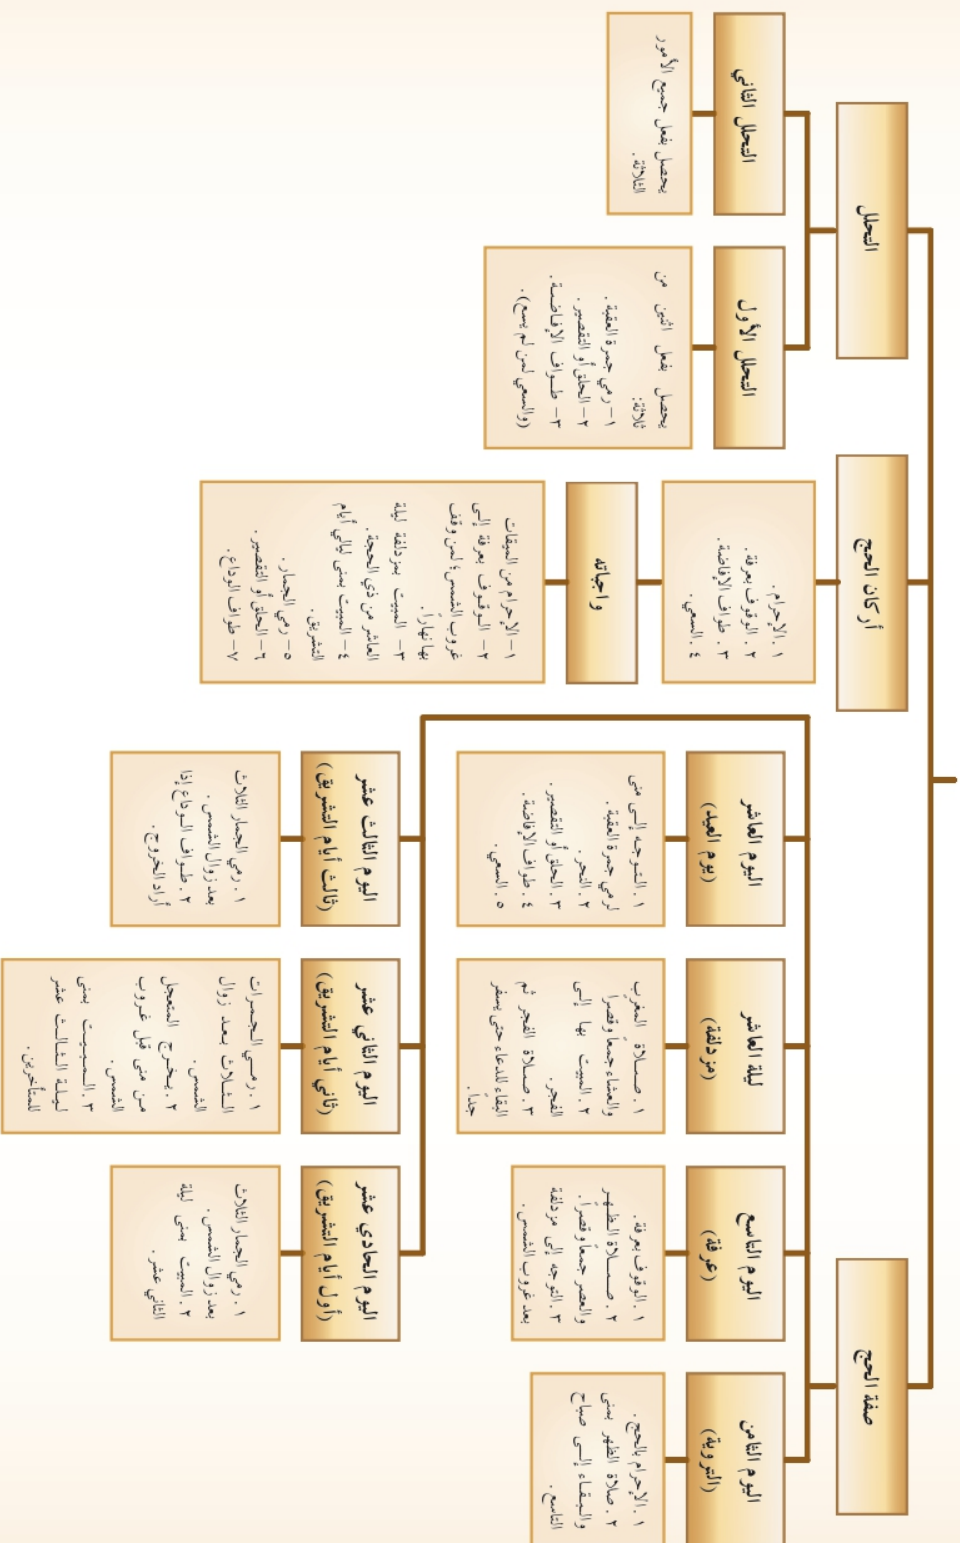 صفة الحج
اليوم الثامن
(التروية)
١. الإحرام بالحج.
٢. صلاة الظهر بمنى
والبقاء إلى صباح
التاسع.
اليوم التاسع
(عرفة)
١. الوقوف بعرفة.
٢. صلاة الظهر
والعصر جمعاً وقصراً.
٣. التوجه إلى مزدلفة
بعد غروب الشمس.
ليلة العاشر
(مزدلفة)
١. صلاة المغرب
والعشاء جمعاً وقصراً
٢. المبيت بها إلى
الفجر.
٣. صلاة الفجر ثم
البقاء للدعاء حتى يسفر
جداً.
اليوم العاشر
(يوم العيد)
١. التوجه إلى منى
لرمي جمرة العقبة.
٢. النحر.
٣. الحلق أو التقصير.
٤. طواف الإفاضة.
٥. السعي.
اليوم الحادي عشر
(أول أيام التشريق)
١. رمي الجمار الثلاث
بعد زوال الشمس.
٢. المبيت بمنى ليلة
الثاني عشر.
اليوم الثاني عشر
(ثاني أيام التشريق)
١. رمي الجمرات
الثلاث بعد زوال
الشمس.
٢. يخرج المتعجل
من منى قبل غروب
الشمس.
٣. المبيت بمنى
ليلة الثالث عشر
للمتأخرين.
اليوم الثالث عشر
(ثالث أيام التشريق)
١. رمي الجمار الثلاث
بعد زوال الشمس.
٢. طواف الوداع إذا
أراد الخروج.
أركان الحج
١. الإحرام.
٢. الوقوف بعرفة.
٣. طواف الإفاضة.
٤. السعي.
واجباته
١- الإحرام من الميقات
٢- الوقوف بعرفة إلى
غروب الشمس؛ لمن وقف
بها نهاراً.
٣- المبيت بمزدلفة ليلة
العاشر من ذي الحجة.
٤- المبيت بمنى ليالي أيام
التشريق.
٥- رمي الجمار.
٦- الحلق أو التقصير.
٧- طواف الوداع.
التحلل
التحلل الأول
يحصل بفعل اثنين من
ثلاثة:
١- رمي جمرة العقبة.
٢- الحلق أو التقصير.
٣- طواف الإفاضة.
(والسعي لمن لم يسع).
التحلل الثاني
يحصل بفعل جميع الأمور
الثلاثة.